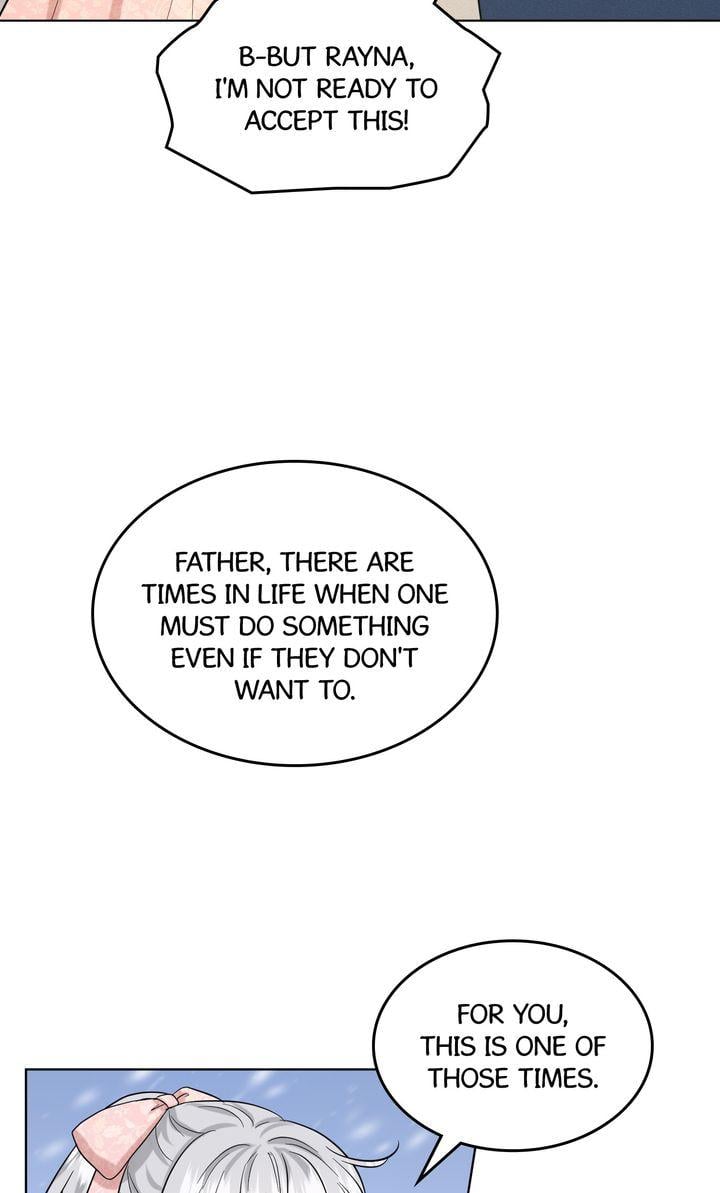 B-BUT RAYNA,
I'M NOT READY TO
ACCEPT THIS!
FATHER, THERE ARE
TIMES IN LIFE WHEN ONE
MUST DO SOMETHING
EVEN IF THEY DON'T
WANT TO.
FOR YOU,
THIS IS ONE OF
THOSE TIMES.